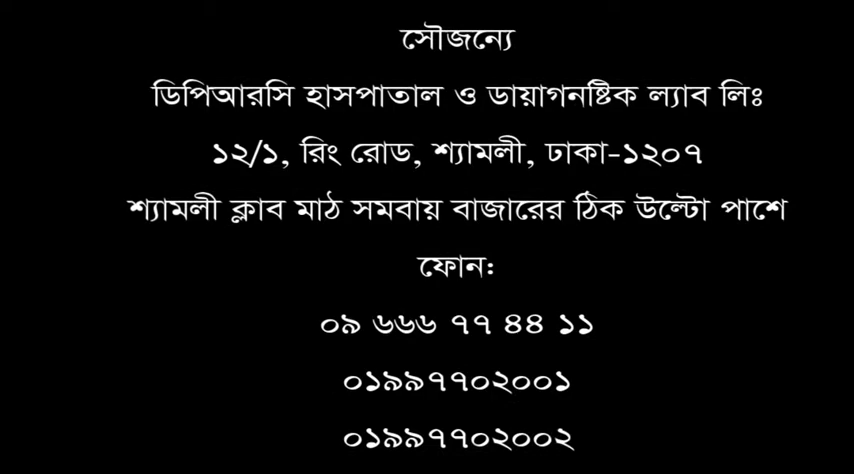 সৌজন্যে
ডিপিআরসি হাসপাতাল ও ডায়াগনষ্টিক ল্যাব লিঃ
১২/১, রিং রোড, শ্যামলী, ঢাকা-১২০৭
শ্যামলী ক্লাব মাঠ সমবায় বাজারের ঠিক উল্টো পাশে
ফোন:
০৯ ৬৬৬ ৭৭ ৪৪ ১১
০১৯৯৭৭০২০০১
০১৯৯৭৭০২০০২